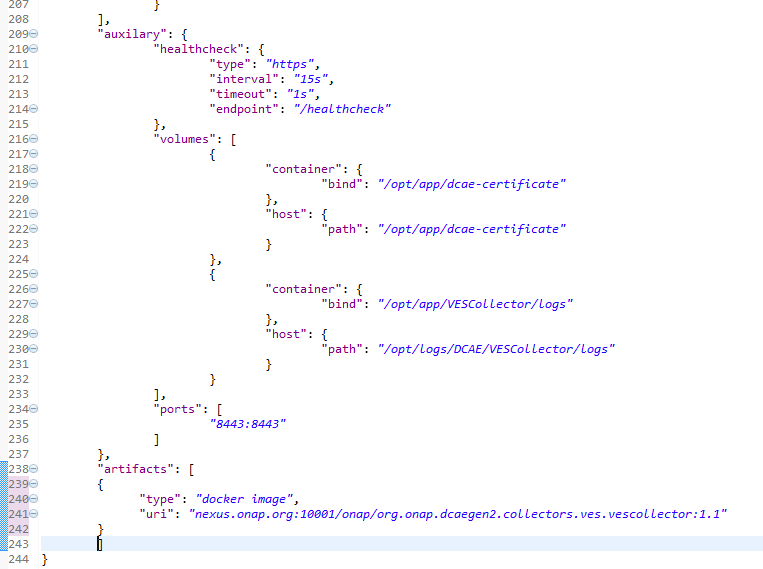 207 }
208 ],
209 "auxilary": {
210 "healthcheck": {
211 "type": "https",
212 "interval": "15s",
213 "timeout": "1s",
214 "endpoint": "/healthcheck"
215 },
216 "volumes": [
217 {
218 "container": {
219 "bind": "/opt/app/dcae-certificate"
220 },
221 "host": {
222 "path": "/opt/app/dcae-certificate"
223 }
224 },
225 {
226 "container": {
227 "bind": "/opt/app/VESCollector/logs"
228 },
229 "host": {
230 "path": "/opt/logs/DCAE/VESCollector/logs"
231 }
232 }
233 ],
234 "ports": [
235 "8443:8443"
236 ]
237 },
238 "artifacts": [
239 {
240 "type": "docker image",
241 "uri": "nexus.onap.org:10001/onap/org.onap.dcaegen2.collectors.ves.vescollector:1.1"
242 }
243 ]
244 }